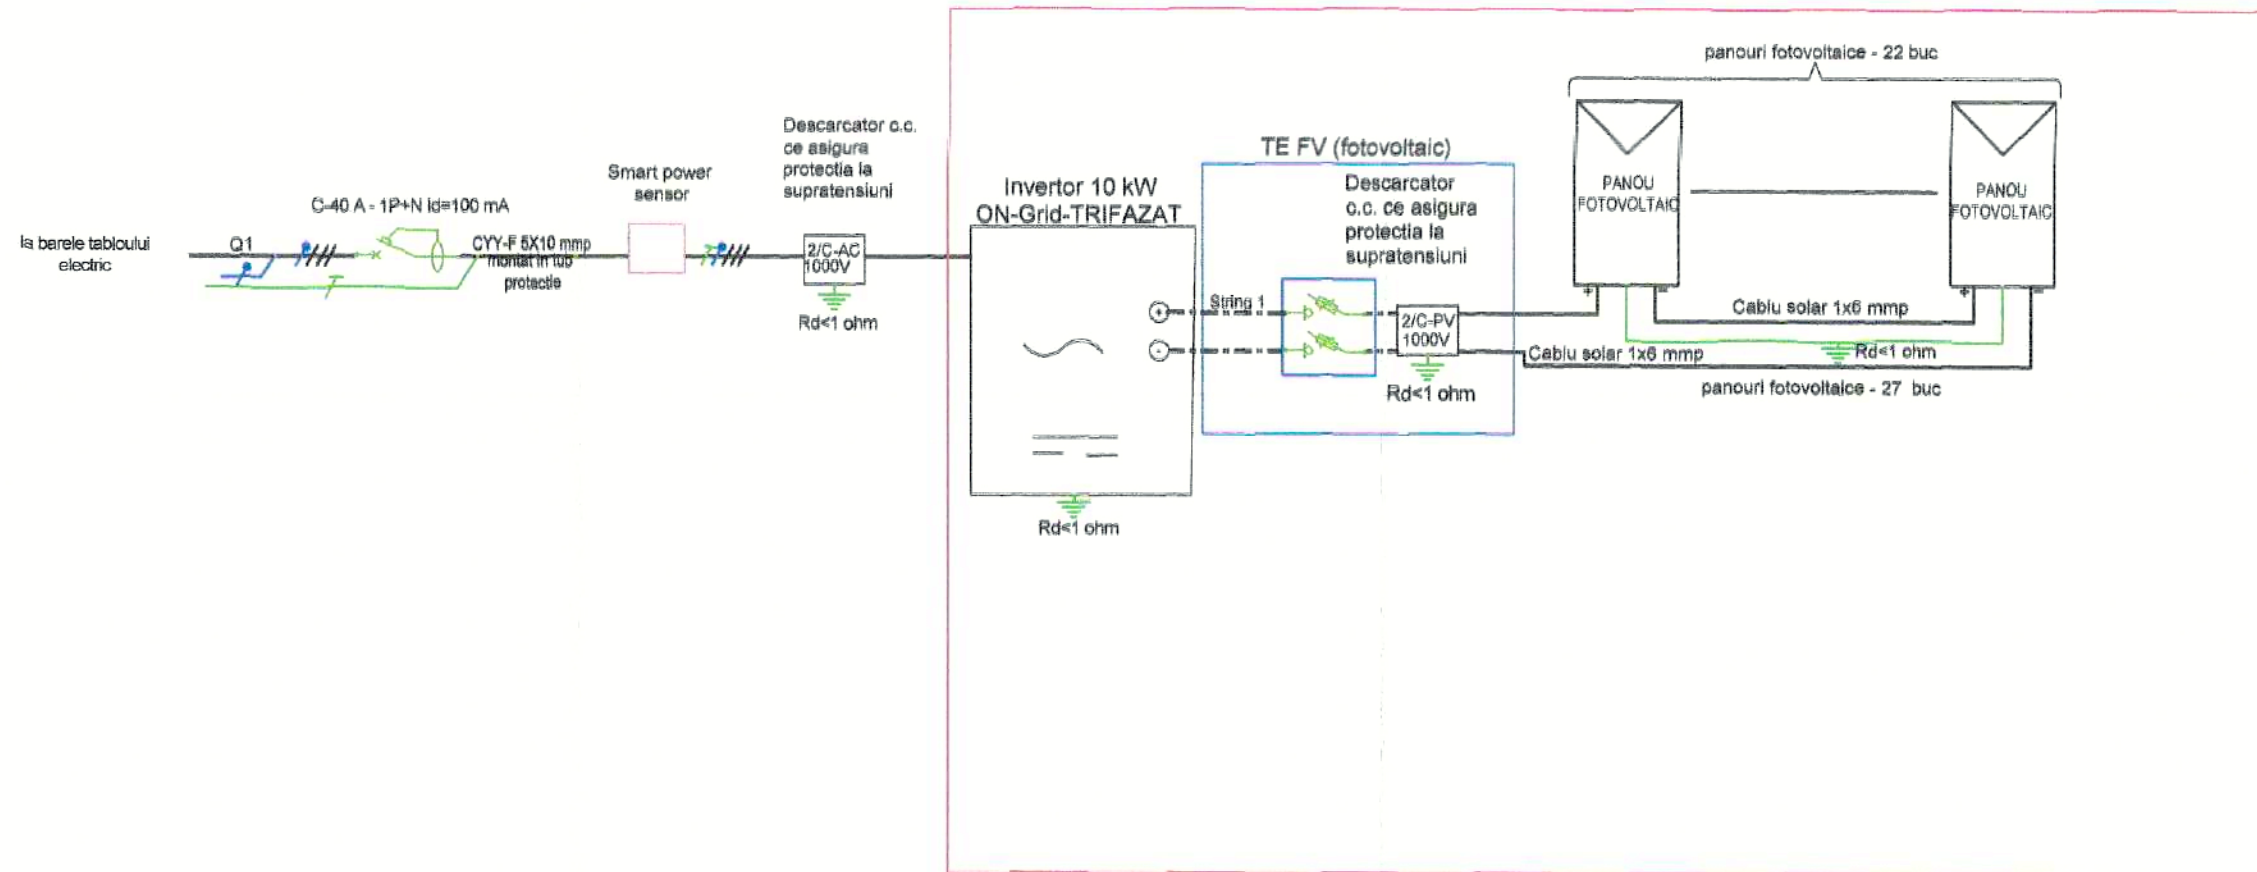 panouri fotovoltaice - 22 buc
Descarcator c.c.
ce asigura
protectia la
supratensiuni
TE FV (fotovoltaic)
Smart power
sensor
Invertor 10 kW
ON-Grid-TRIFAZAT
Descarcator
c.c. ce asigura
protectia la
supratensiuni
PANOU
FOTOVOLTAIC
PANOU
FOTOVOLTAIC
C-40 A - 1P+N Id=100 mA
la barele tabloului
electric
Q1
CYY-F 5X10 mmp
montat in tub
protectie
2/C-AC
1000V
Rd<1 ohm
String 1
+
-
2/C-PV
1000V
Rd<1 ohm
+
-
+
-
Cablu solar 1x6 mmp
Cablu solar 1x6 mmp
Rd<1 ohm
panouri fotovoltaice - 27 buc
Rd<1 ohm